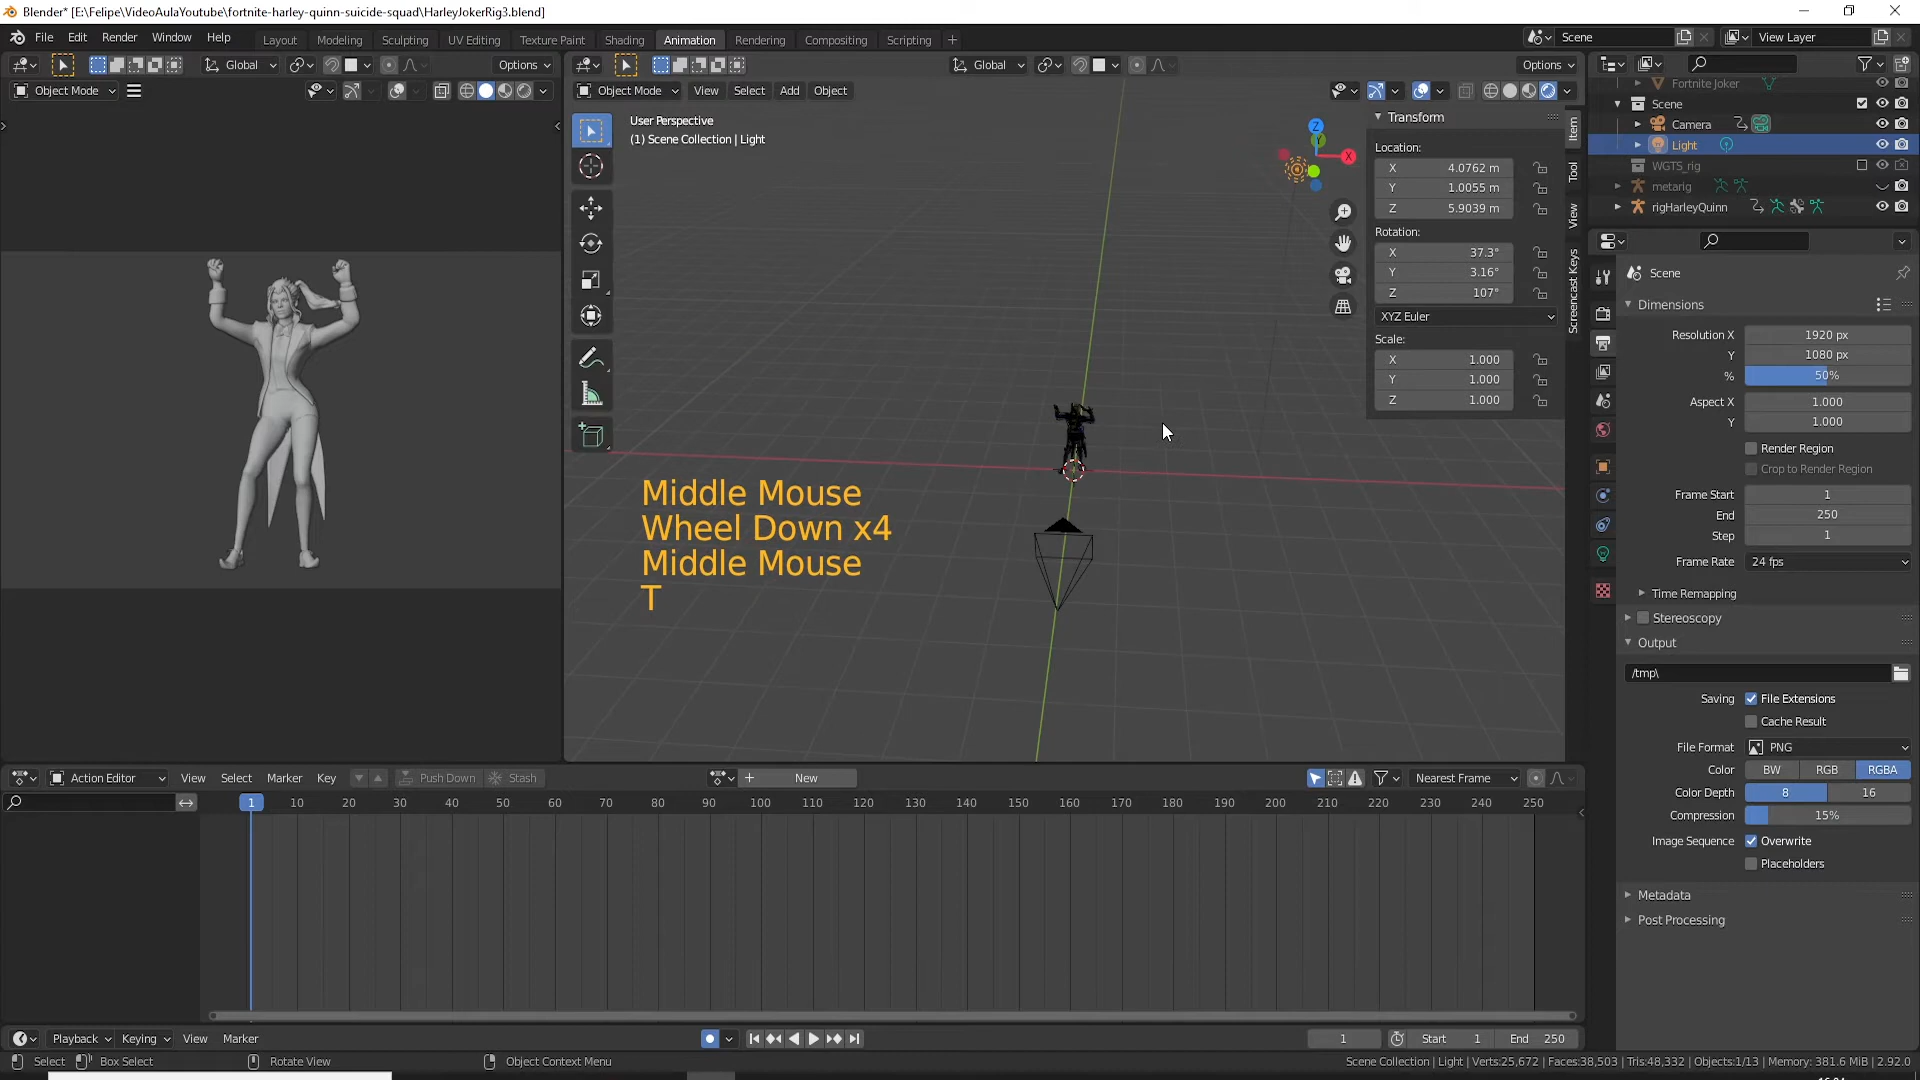 Blender* [E:\Felipe\VideoAulaYoutube\fortnite-harley-quinn-suicide-squad\HarleyJokerRig3.blend]
File Edit Render Window Help Layout Modeling Sculpting UV Editing Texture Paint Shading Animation Rendering Compositing Scripting + Scene View Layer
Global Options
Object Mode
Global Options
Object Mode View Select Add Object
User Perspective
(1) Scene Collection | Light
Z
X
Middle Mouse
Wheel Down x4
Middle Mouse
T
Transform
Location:
X 4.0762 m
Y 1.0055 m
Z 5.9039 m
Rotation:
X 37.3°
Y 3.16°
Z 107°
XYZ Euler
Scale:
X 1.000
Y 1.000
Z 1.000
Item
Tool
View
Screencast Keys
Fortnite Joker
Scene
Camera
Light
WGTS_rig
metarig
rigHarleyQuinn
Scene
Dimensions
Resolution X 1920 px
Y 1080 px
% 50%
Aspect X 1.000
Y 1.000
Render Region
Crop to Render Region
Frame Start 1
End 250
Step 1
Frame Rate 24 fps
Time Remapping
Stereoscopy
Output
/tmp\
Saving File Extensions
Cache Result
File Format PNG
Color BW RGB RGBA
Color Depth 8 16
Compression 15%
Image Sequence Overwrite
Placeholders
Metadata
Post Processing
Action Editor View Select Marker Key Push Down Stash + New Nearest Frame
1 10 20 30 40 50 60 70 80 90 100 110 120 130 140 150 160 170 180 190 200 210 220 230 240 250
Playback Keying View Marker 1 Start 1 End 250
Select Box Select Rotate View Object Context Menu Scene Collection | Light | Verts:25,672 | Faces:38,503 | Tris:48,332 | Objects:1/13 | Memory: 381.6 MiB | 2.92.0